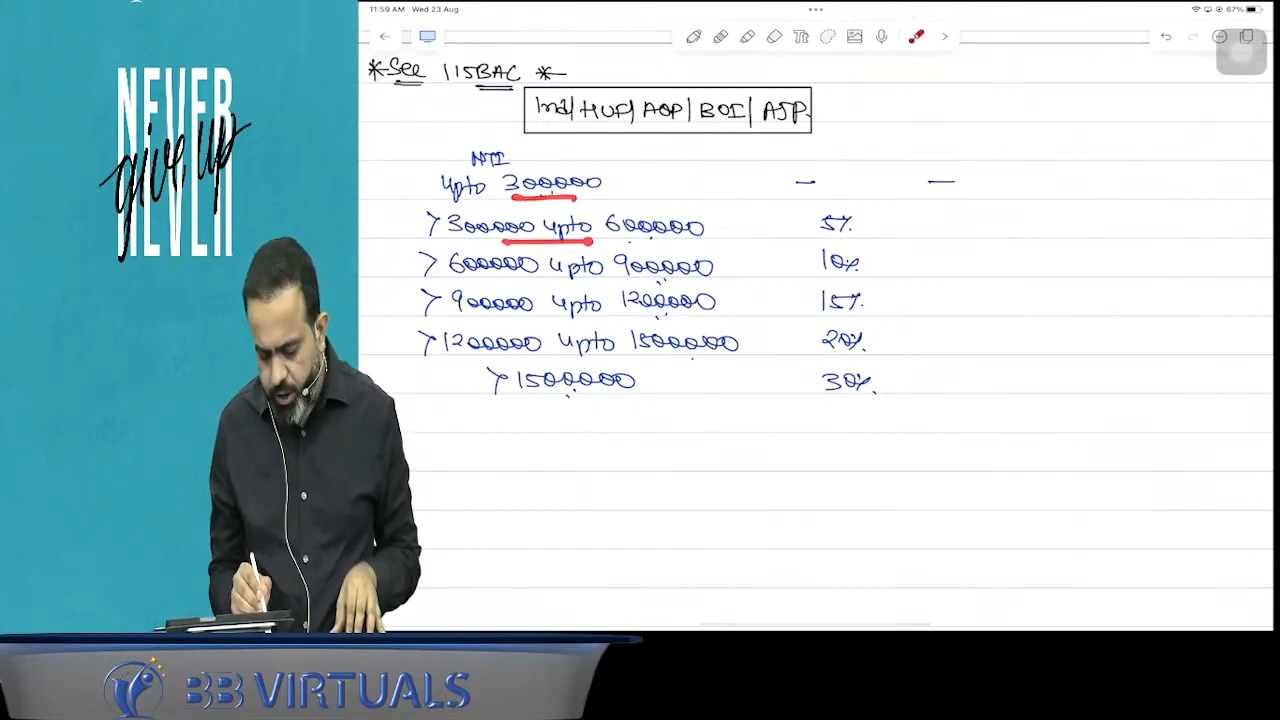 11:59 AM Wed 23 Aug
67%
*See 115BAC *
Ind/HUF/AOP/BOI/AJP.
NTI
upto 300000 — —
>300000 upto 600000 5%
>600000 upto 900000 10%
>900000 upto 1200000 15%
>1200000 upto 1500000 20%
>1500000 30%
NEVER
give up
NEVER
BB VIRTUALS